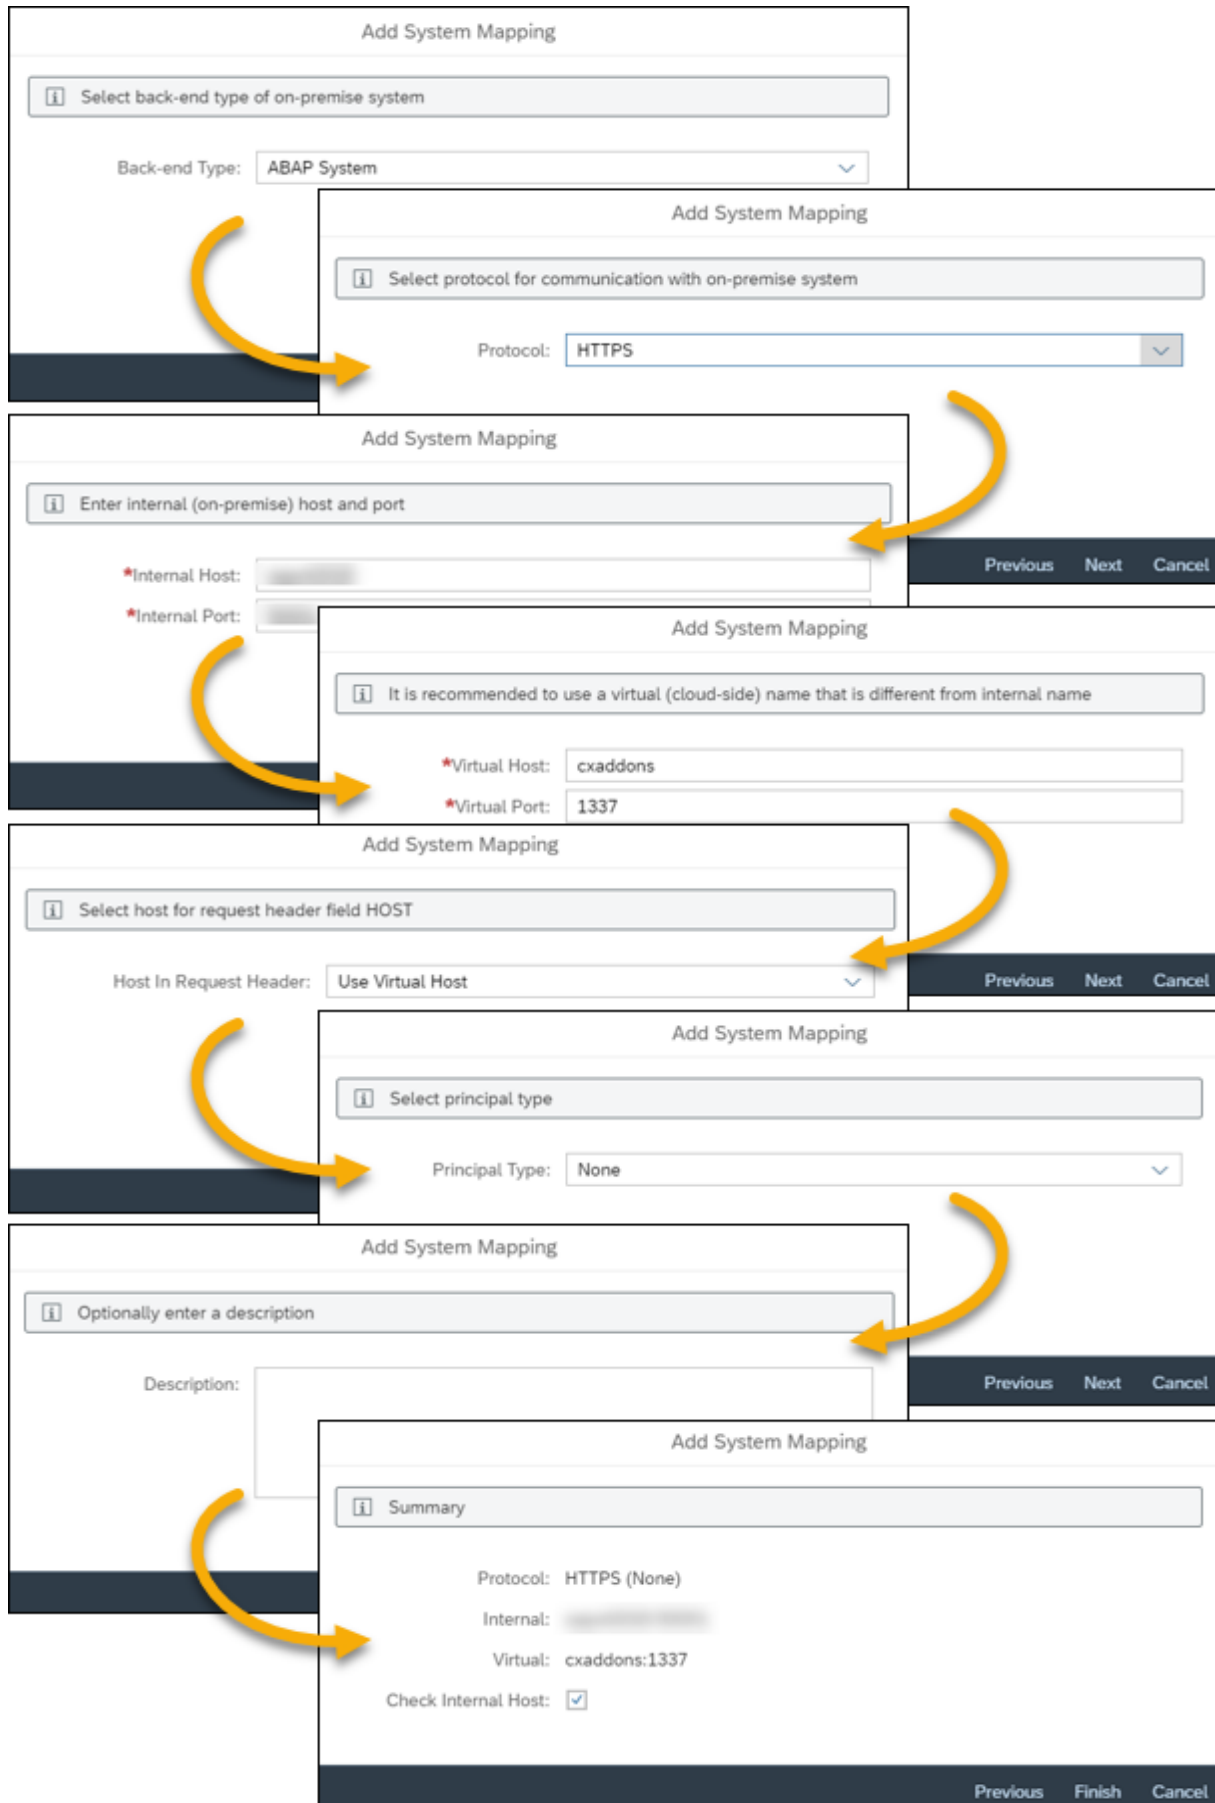 Add System Mapping
Select back-end type of on-premise system
Back-end Type: ABAP System
Add System Mapping
Select protocol for communication with on-premise system
Protocol: HTTPS
Add System Mapping
Enter internal (on-premise) host and port
Previous Next Cancel
*Internal Host:
*Internal Port:
Add System Mapping
It is recommended to use a virtual (cloud-side) name that is different from internal name
*Virtual Host: cxaddons
*Virtual Port: 1337
Add System Mapping
Select host for request header field HOST
Host In Request Header: Use Virtual Host
Previous Next Cancel
Add System Mapping
Select principal type
Principal Type: None
Add System Mapping
Optionally enter a description
Description:
Previous Next Cancel
Add System Mapping
Summary
Protocol: HTTPS (None)
Internal:
Virtual: cxaddons:1337
Check Internal Host:
Previous Finish Cancel